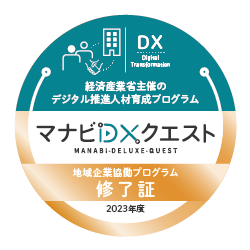 DX
Digital
Transformation
経済産業省主催の
デジタル推進人材育成プログラム
マナビDXクエスト
MANABI-DELUXE-QUEST
地域企業協働プログラム
修了証
2023年度